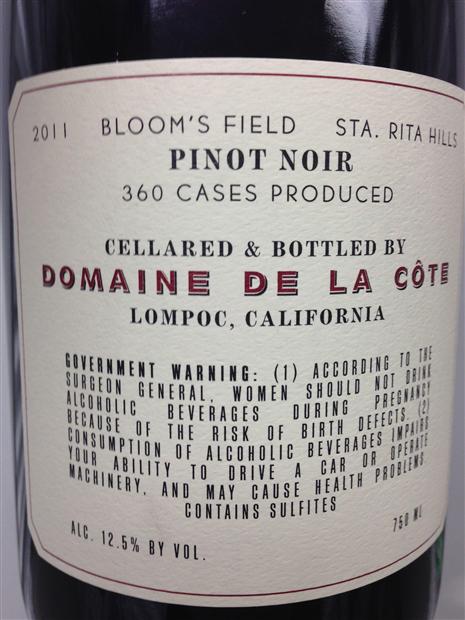 2011 BLOOM'S FIELD STA. RITA HILLS
PINOT NOIR
360 CASES PRODUCED
CELLARED & BOTTLED BY
DOMAINE DE LA CÔTE
LOMPOC, CALIFORNIA
GOVERNMENT WARNING: (1) ACCORDING TO THE
SURGEON GENERAL, WOMEN SHOULD NOT DRINK
ALCOHOLIC BEVERAGES DURING PREGNANCY
BECAUSE OF THE RISK OF BIRTH DEFECTS. (2)
CONSUMPTION OF ALCOHOLIC BEVERAGES IMPAIRS
YOUR ABILITY TO DRIVE A CAR OR OPERATE
MACHINERY, AND MAY CAUSE HEALTH PROBLEMS.
CONTAINS SULFITES
ALC. 12.5% BY VOL. 750 ML